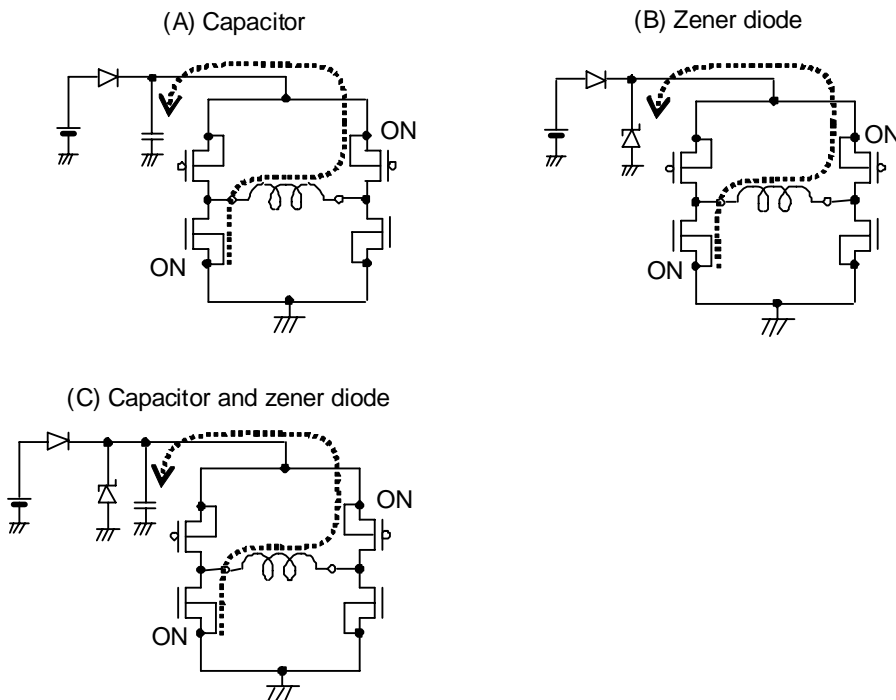 (A) Capacitor
(B) Zener diode
ON
ON
ON
ON
(C) Capacitor and zener diode
ON
ON